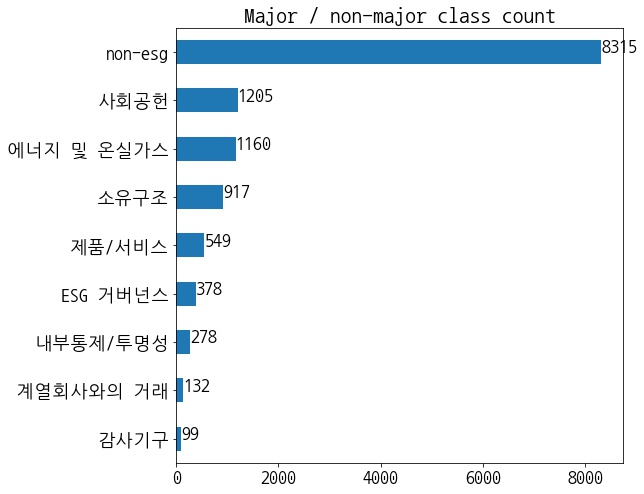 Major / non-major class count
non-esg 8315
사회공헌 1205
에너지 및 온실가스 1160
소유구조 917
제품/서비스 549
ESG 거버넌스 378
내부통제/투명성 278
계열회사와의 거래 132
감사기구 99
0 2000 4000 6000 8000